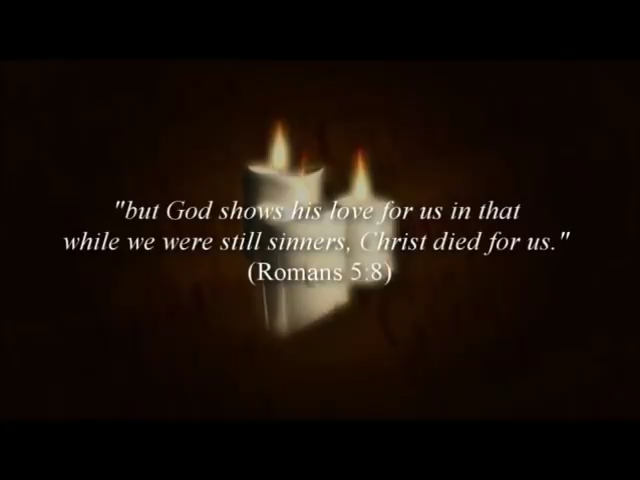 "but God shows his love for us in that
while we were still sinners, Christ died for us."
(Romans 5:8)